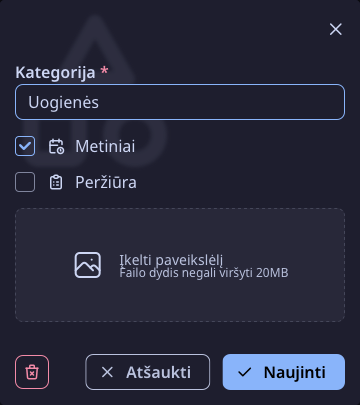 Kategorija *
Uogienės
Metiniai
Peržiūra
Įkelti paveikslėlį
Failo dydis negali viršyti 20MB
Atšaukti
Naujinti